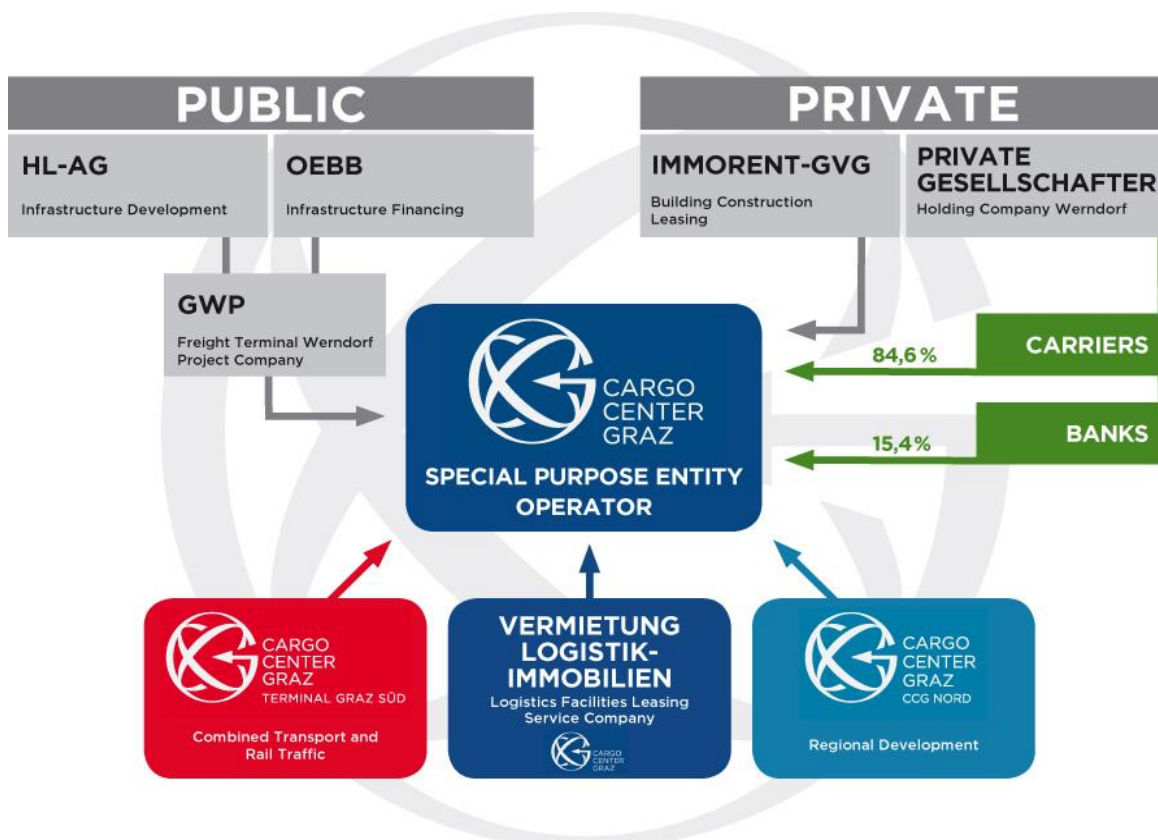 PUBLIC
HL-AG
Infrastructure Development
OEBB
Infrastructure Financing
GWP
Freight Terminal Werndorf
Project Company
PRIVATE
IMMORENT-GVG
Building Construction
Leasing
PRIVATE
GESELLSCHAFTER
Holding Company Werndorf
84,6%
CARRIERS
15,4%
BANKS
CARGO
CENTER
GRAZ
SPECIAL PURPOSE ENTITY
OPERATOR
CARGO
CENTER
GRAZ
TERMINAL GRAZ SÜD
Combined Transport and
Rail Traffic
VERMIETUNG
LOGISTIK-
IMMOBILIEN
Logistics Facilities Leasing
Service Company
CARGO
CENTER
GRAZ
CARGO
CENTER
GRAZ
CCG NORD
Regional Development